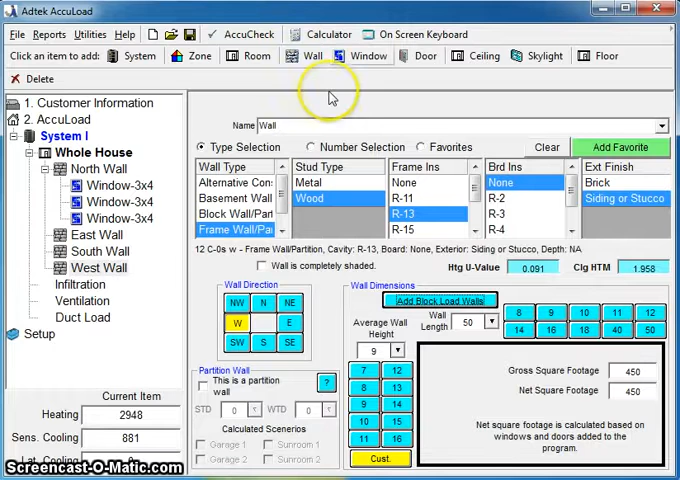 Adtek AccuLoad
File Reports Utilities Help AccuCheck Calculator On Screen Keyboard
Click an item to add: System Zone Room Wall Window Door Ceiling Skylight Floor
Delete
1. Customer Information
2. AccuLoad
System I
Whole House
North Wall
Window-3x4
Window-3x4
Window-3x4
East Wall
South Wall
West Wall
Infiltration
Ventilation
Duct Load
Setup
Current Item
Heating 2948
Sens. Cooling 881
Name Wall
Type Selection Number Selection Favorites Clear Add Favorite
Wall Type Stud Type Frame Ins Brd Ins Ext Finish
Alternative Con: Metal None None Brick
Basement Wall Wood R-11 R-2 Siding or Stucco
Block Wall/Part R-13 R-3
Frame Wall/Par R-15 R-4
12 C-0s w - Frame Wall/Partition, Cavity: R-13, Board: None, Exterior: Siding or Stucco, Depth: NA
Wall is completely shaded. Htg U-Value 0.091 Clg HTM 1.958
Wall Direction
NW N NE
W E
SW S SE
Partition Wall
This is a partition wall ?
STD 0 WTD 0
Calculated Scenerios
Garage 1 Sunroom 1
Garage 2 Sunroom 2
Wall Dimensions
Add Block Load Walls
Average Wall Height 9
Wall Length 50
8 9 10 11 12
14 16 18 40 50
7 12
8 13
9 14
10 15
11 16
Cust.
Gross Square Footage 450
Net Square Footage 450
Net square footage is calculated based on
windows and doors added to the
program.
Screencast-O-Matic.com